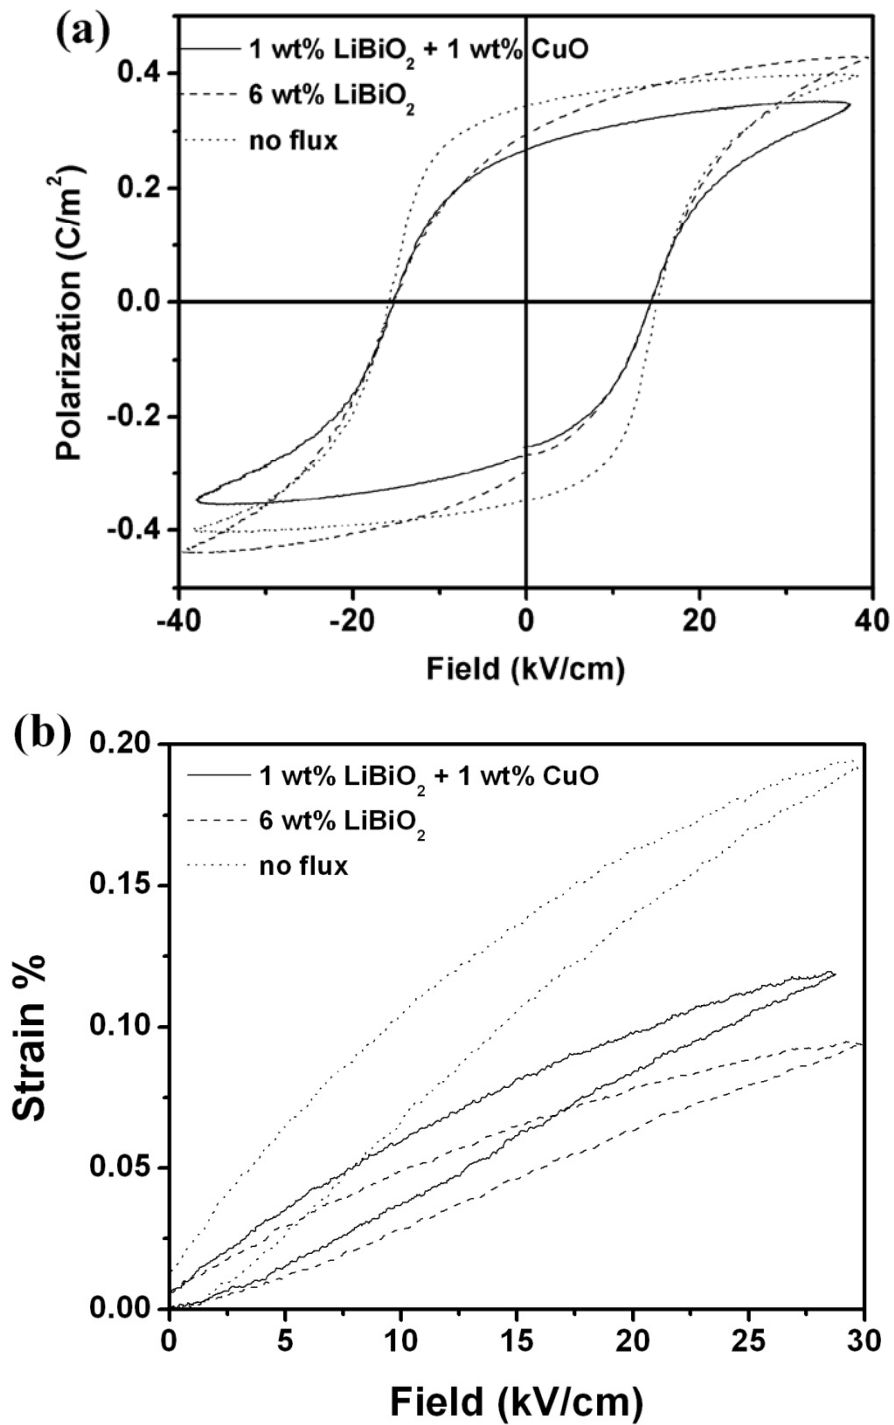 (a)
1 wt% LiBiO₂ + 1 wt% CuO
6 wt% LiBiO₂
no flux
Polarization (C/m²)
0.4
0.2
0.0
-0.2
-0.4
-40 -20 0 20 40
Field (kV/cm)
(b)
1 wt% LiBiO₂ + 1 wt% CuO
6 wt% LiBiO₂
no flux
Strain %
0.20
0.15
0.10
0.05
0.00
0 5 10 15 20 25 30
Field (kV/cm)